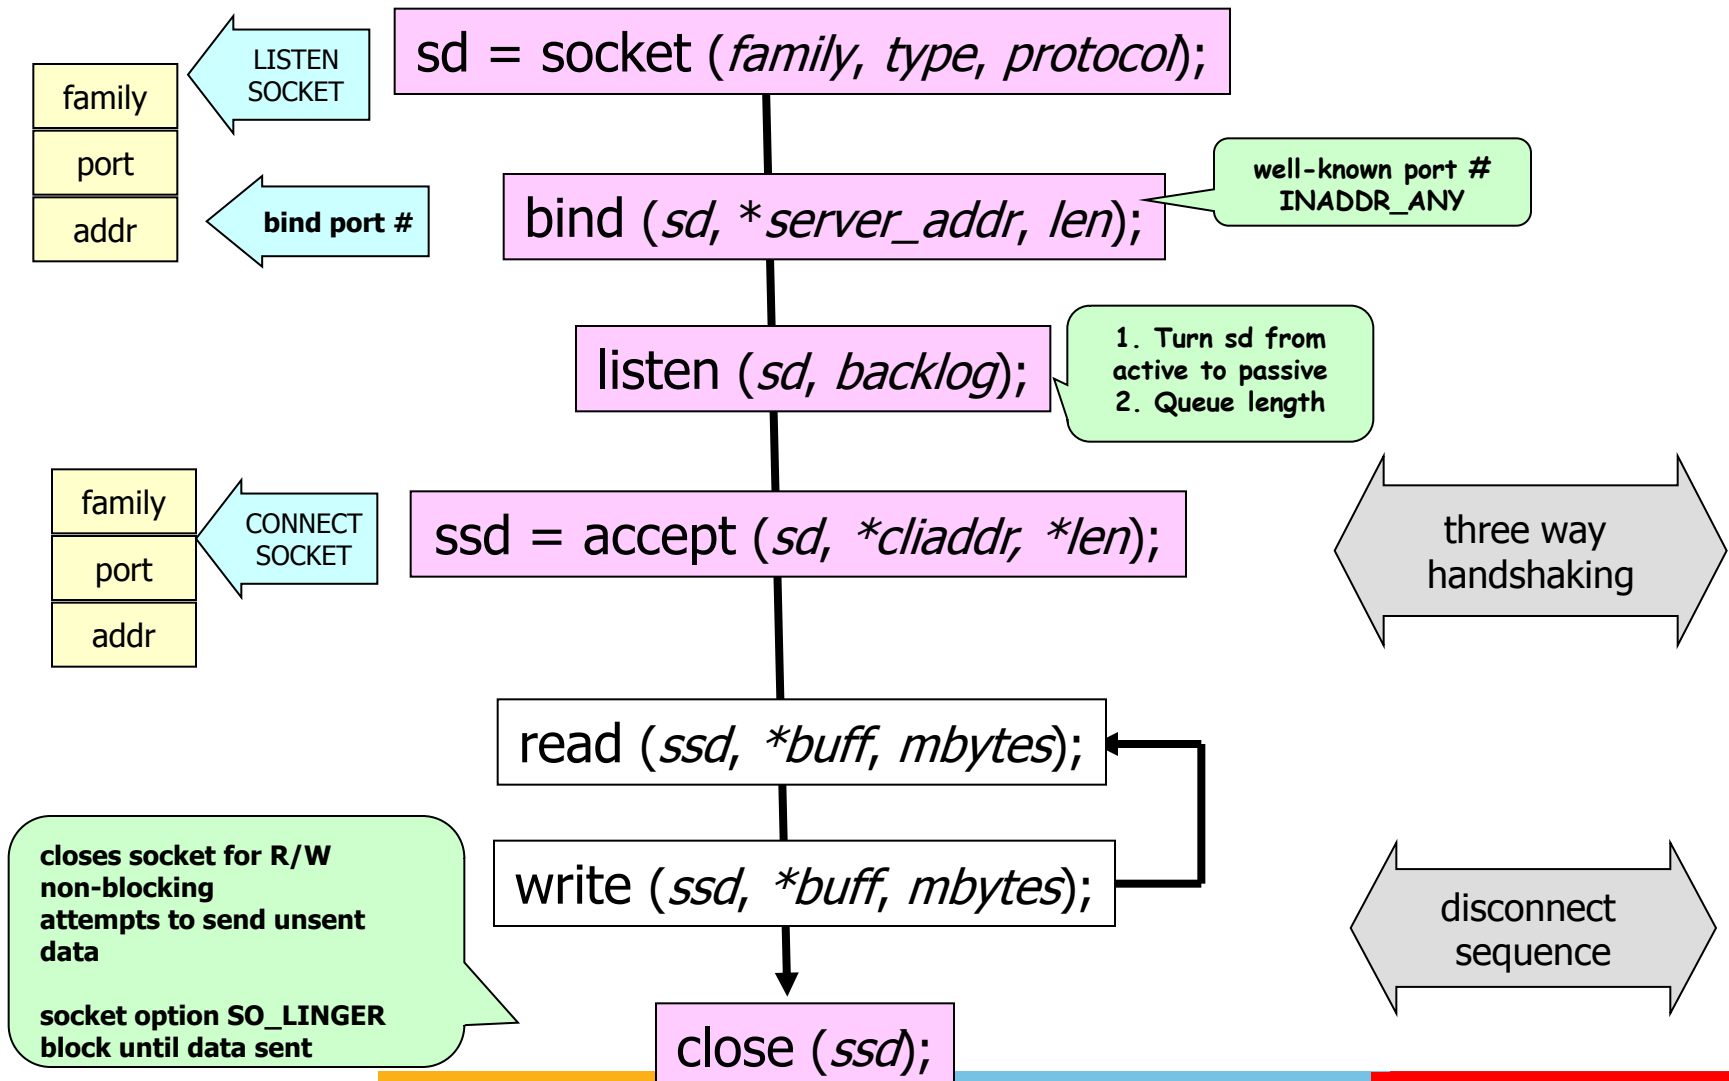 LISTEN
SOCKET
sd = socket (family, type, protocol);
family
port
addr
bind port #
bind (sd, *server_addr, len);
well-known port #
INADDR_ANY
listen (sd, backlog);
1. Turn sd from
active to passive
2. Queue length
family
port
addr
CONNECT
SOCKET
ssd = accept (sd, *cliaddr, *len);
three way
handshaking
read (ssd, *buff, mbytes);
write (ssd, *buff, mbytes);
closes socket for R/W
non-blocking
attempts to send unsent
data
socket option SO_LINGER
block until data sent
disconnect
sequence
close (ssd);